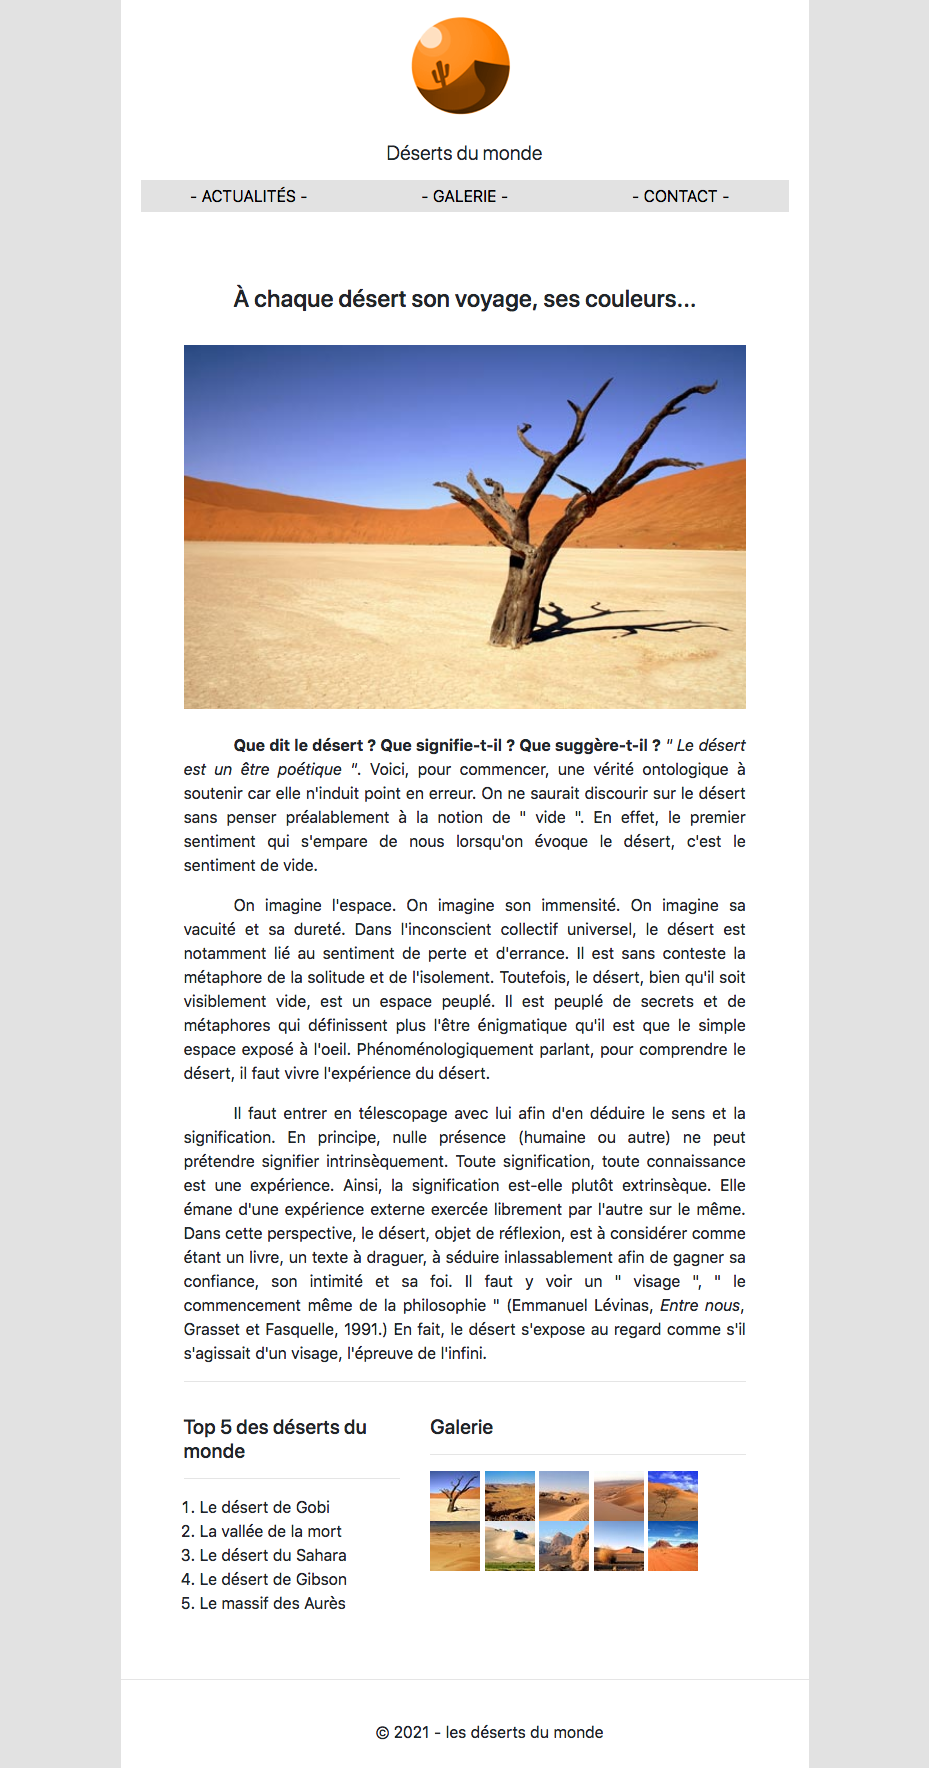 Déserts du monde
- ACTUALITÉS -
- GALERIE -
- CONTACT -
À chaque désert son voyage, ses couleurs...
Que dit le désert ? Que signifie-t-il ? Que suggère-t-il ? " Le désert
est un être poétique ". Voici, pour commencer, une vérité ontologique à
soutenir car elle n'induit point en erreur. On ne saurait discourir sur le désert
sans penser préalablement à la notion de " vide ". En effet, le premier
sentiment qui s'empare de nous lorsqu'on évoque le désert, c'est le
sentiment de vide.
On imagine l'espace. On imagine son immensité. On imagine sa
vacuité et sa dureté. Dans l'inconscient collectif universel, le désert est
notamment lié au sentiment de perte et d'errance. Il est sans conteste la
métaphore de la solitude et de l'isolement. Toutefois, le désert, bien qu'il soit
visiblement vide, est un espace peuplé. Il est peuplé de secrets et de
métaphores qui définissent plus l'être énigmatique qu'il est que le simple
espace exposé à l'oeil. Phénoménologiquement parlant, pour comprendre le
désert, il faut vivre l'expérience du désert.
Il faut entrer en télescopage avec lui afin d'en déduire le sens et la
signification. En principe, nulle présence (humaine ou autre) ne peut
prétendre signifier intrinsèquement. Toute signification, toute connaissance
est une expérience. Ainsi, la signification est-elle plutôt extrinsèque. Elle
émane d'une expérience externe exercée librement par l'autre sur le même.
Dans cette perspective, le désert, objet de réflexion, est à considérer comme
étant un livre, un texte à draguer, à séduire inlassablement afin de gagner sa
confiance, son intimité et sa foi. Il faut y voir un " visage ", " le
commencement même de la philosophie " (Emmanuel Lévinas, Entre nous,
Grasset et Fasquelle, 1991.) En fait, le désert s'expose au regard comme s'il
s'agissait d'un visage, l'épreuve de l'infini.
Top 5 des déserts du
monde
1. Le désert de Gobi
2. La vallée de la mort
3. Le désert du Sahara
4. Le désert de Gibson
5. Le massif des Aurès
Galerie
© 2021 - les déserts du monde